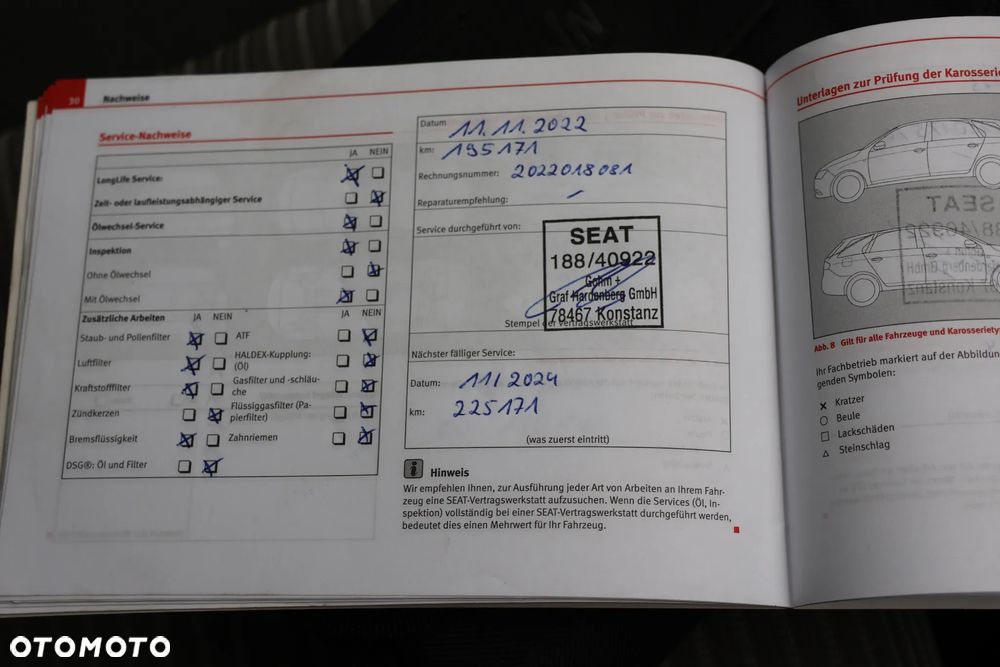 30 Nachweise
Service-Nachweise
JA NEIN
LongLife Service:
Zeit- oder laufleistungsabhängiger Service
Ölwechsel-Service
Inspektion
Ohne Ölwechsel
Mit Ölwechsel
Zusätzliche Arbeiten JA NEIN JA NEIN
Staub- und Pollenfilter ATF
Luftfilter HALDEX-Kupplung:
(Öl)
Kraftstofffilter Gasfilter und -schläu-
che
Zündkerzen Flüssiggasfilter (Pa-
pierfilter)
Bremsflüssigkeit Zahnriemen
DSG®; Öl und Filter
Datum 11.11.2022
km: 195171
Rechnungsnummer: 2022018081
Reparaturempfehlung: –
Service durchgeführt von:
SEAT
188/40922
Gohm +
Graf Hardenberg GmbH
78467 Konstanz
Stempel der Vertragswerkstatt
Nächster fälliger Service:
Datum: 11/2024
km: 225171
(was zuerst eintritt)
i Hinweis
Wir empfehlen Ihnen, zur Ausführung jeder Art von Arbeiten an Ihrem Fahr-
zeug eine SEAT-Vertragswerkstatt aufzusuchen. Wenn die Services (Öl, In-
spektion) vollständig bei einer SEAT-Vertragswerkstatt durchgeführt werden,
bedeutet dies einen Mehrwert für Ihr Fahrzeug.
Unterlagen zur Prüfung der Karosserie
Abb. 8 Gilt für alle Fahrzeuge und Karosseriety
Ihr Fachbetrieb markiert auf der Abbildun
genden Symbolen:
x Kratzer
○ Beule
□ Lackschäden
△ Steinschlag
OTOMOTO